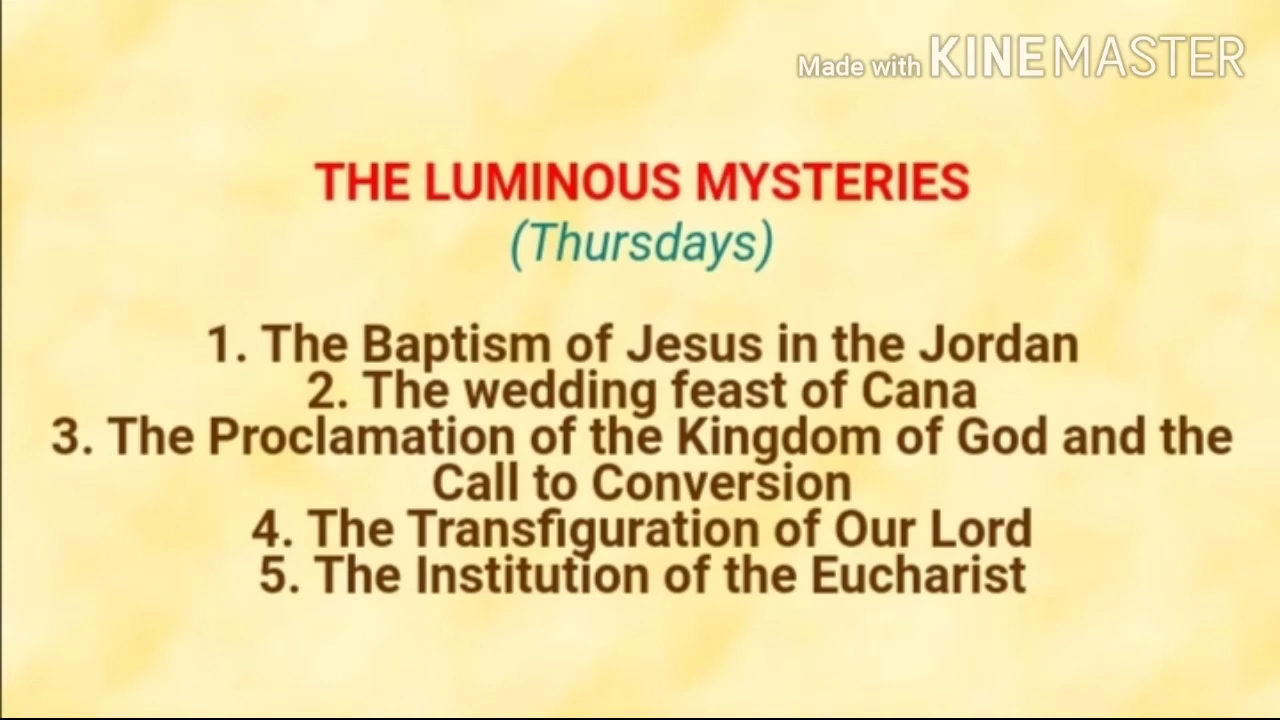 Made with KINEMASTER
THE LUMINOUS MYSTERIES
(Thursdays)
1. The Baptism of Jesus in the Jordan
2. The wedding feast of Cana
3. The Proclamation of the Kingdom of God and the
Call to Conversion
4. The Transfiguration of Our Lord
5. The Institution of the Eucharist